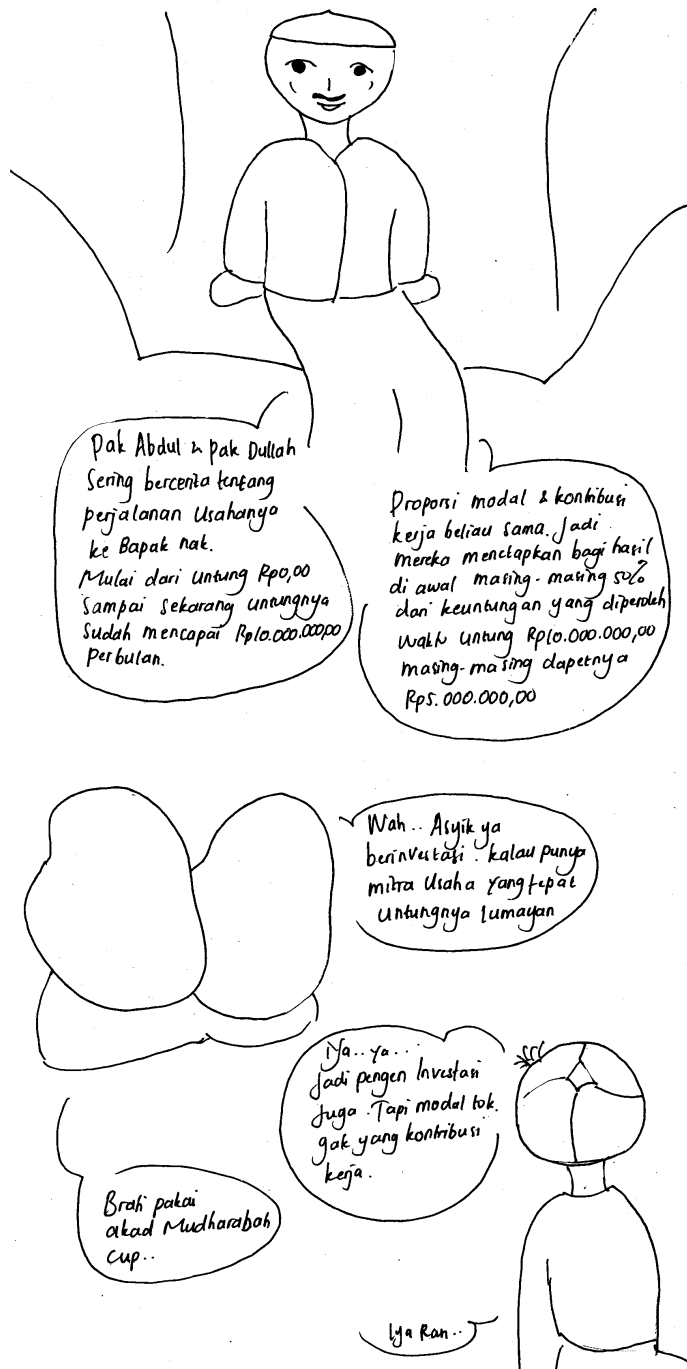 Pak Abdul & Pak Dullah
Sering bercerita tentang
perjalanan Usahanya
ke Bapak nak.
Mulai dari untung Rp0,00
Sampai sekarang untungnya
Sudah mencapai Rp10.000.000,00
Perbulan.
Proporsi modal & kontribusi
kerja beliau sama. Jadi
mereka menetapkan bagi hasil
di awal masing-masing 50%
dari keuntungan yang diperoleh
Waktu untung Rp10.000.000,00
masing-masing dapetnya
Rp5.000.000,00
Wah.. Asyik ya
berinvestasi. kalau punya
mitra Usaha yang tepat
untungnya lumayan
iya..ya...
Jadi pengen Investasi
Juga. Tapi modal tok.
gak yang kontribusi
kerja.
Brati pakai
akad Mudharabah
Cup..
Iya Ran..